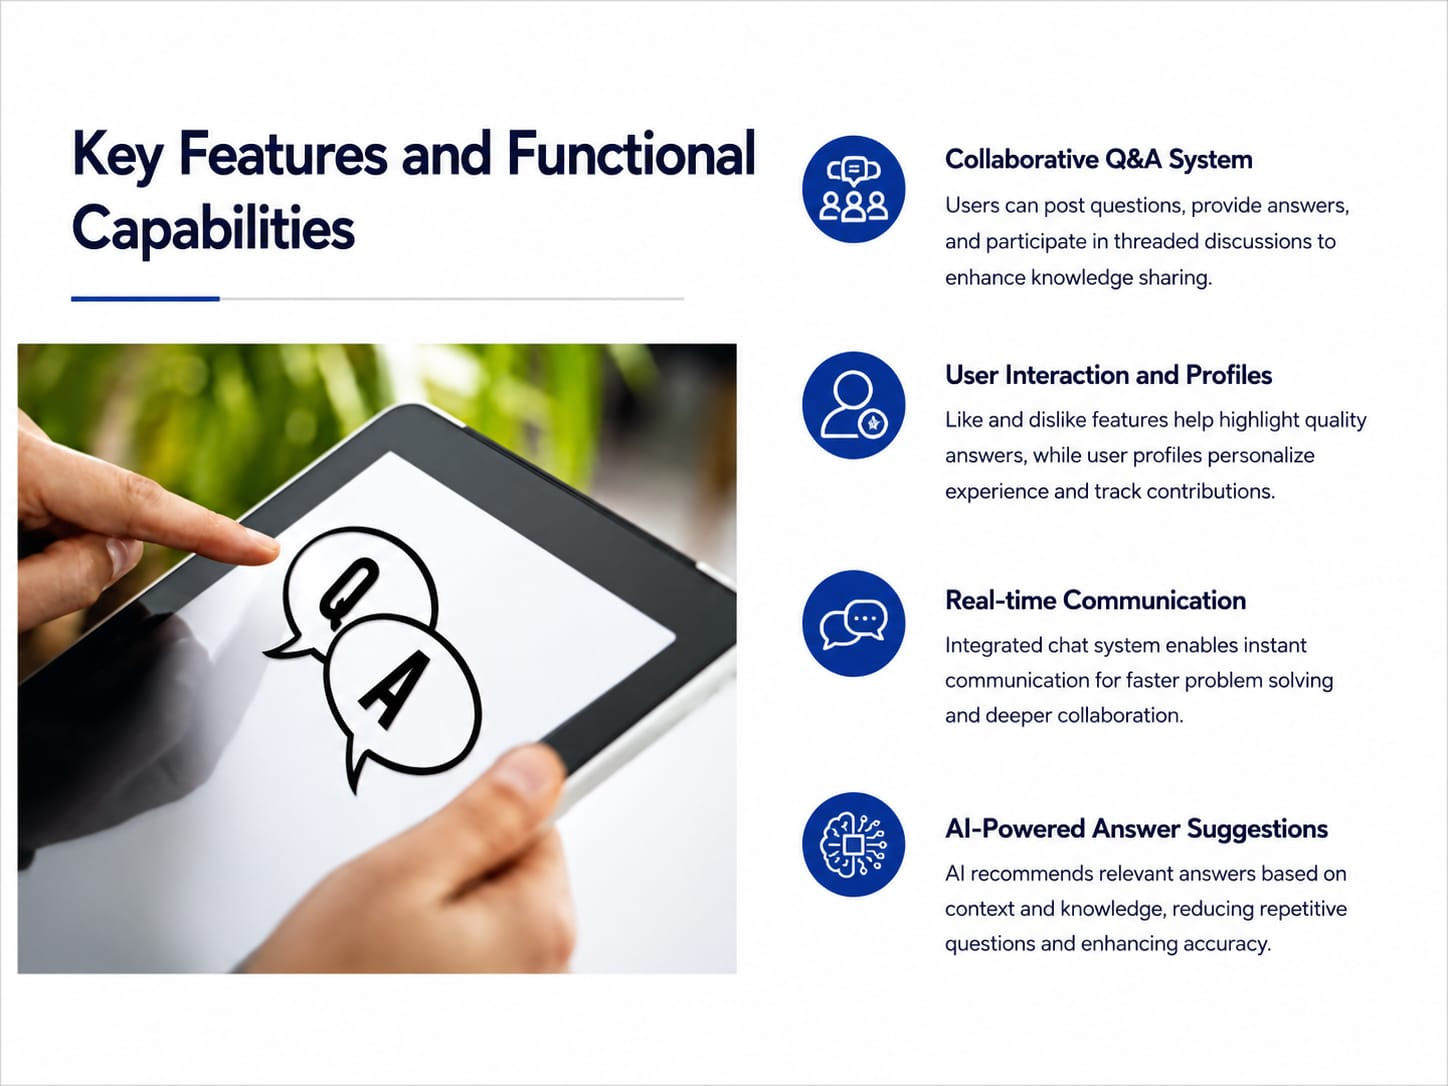 Key Features and Functional
Capabilities
Q
A
Collaborative Q&A System
Users can post questions, provide answers,
and participate in threaded discussions to
enhance knowledge sharing.
User Interaction and Profiles
Like and dislike features help highlight quality
answers, while user profiles personalize
experience and track contributions.
Real-time Communication
Integrated chat system enables instant
communication for faster problem solving
and deeper collaboration.
AI-Powered Answer Suggestions
AI recommends relevant answers based on
context and knowledge, reducing repetitive
questions and enhancing accuracy.